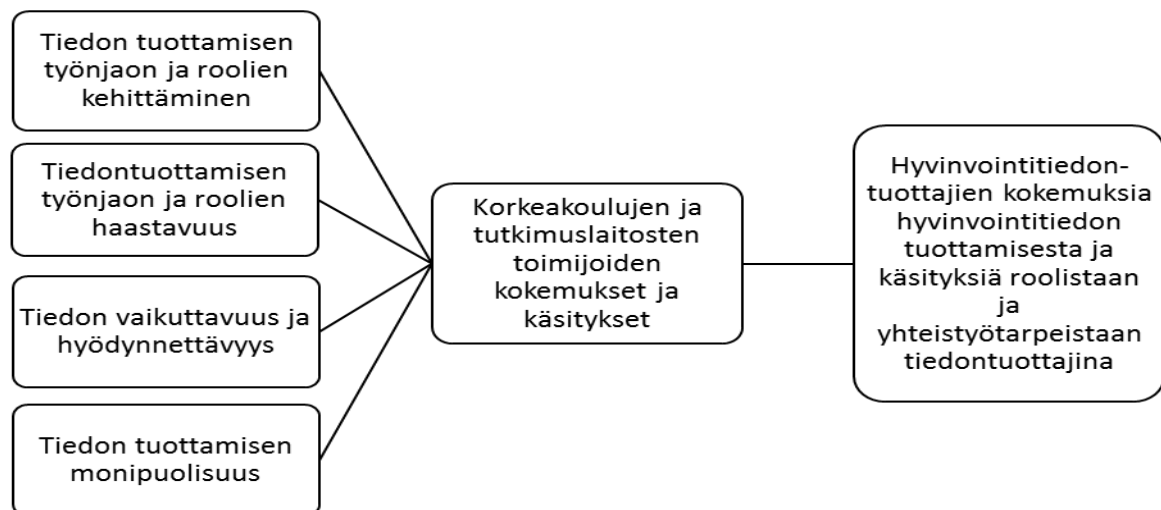 Tiedon tuottamisen
työnjaon ja roolien
kehittäminen
Tiedontuottamisen
työnjaon ja roolien
haastavuus
Tiedon vaikuttavuus ja
hyödynnettävyys
Tiedon tuottamisen
monipuolisuus
Korkeakoulujen ja
tutkimuslaitosten
toimijoiden
kokemukset ja
käsitykset
Hyvinvointitiedon-
tuottajien kokemuksia
hyvinvointitiedon
tuottamisesta ja
käsityksiä roolistaan
ja
yhteistyötarpeistaan
tiedontuottajina